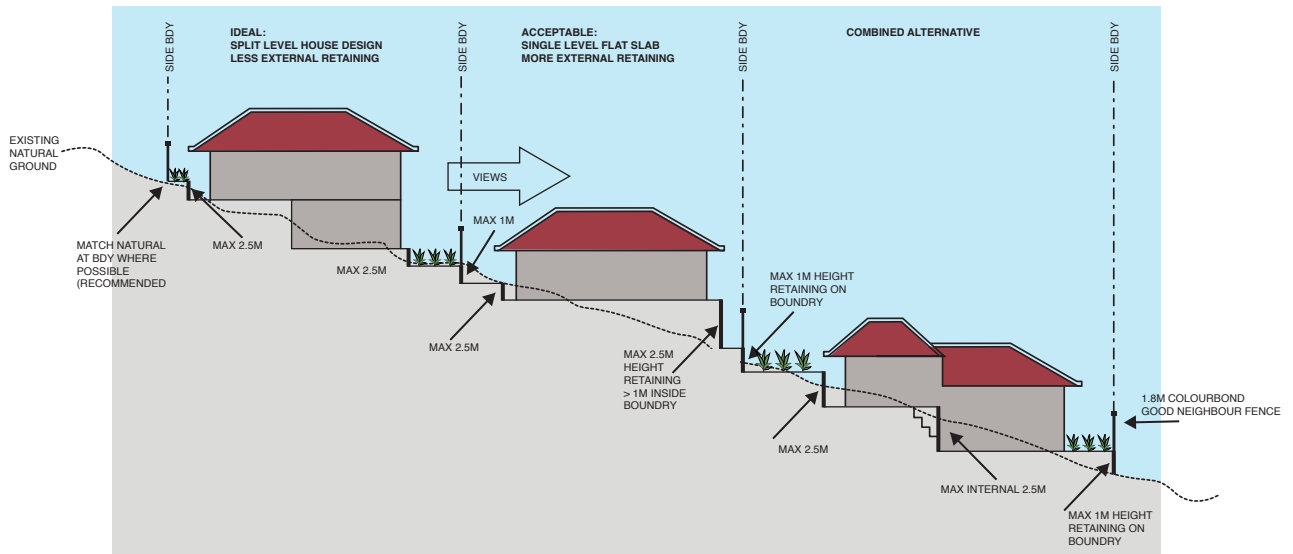 SIDE BDY
IDEAL:
SPLIT LEVEL HOUSE DESIGN
LESS EXTERNAL RETAINING
SIDE BDY
ACCEPTABLE:
SINGLE LEVEL FLAT SLAB
MORE EXTERNAL RETAINING
SIDE BDY
COMBINED ALTERNATIVE
SIDE BDY
EXISTING
NATURAL
GROUND
VIEWS
MATCH NATURAL
AT BDY WHERE
POSSIBLE
(RECOMMENDED
MAX 2.5M
MAX 2.5M
MAX 1M
MAX 2.5M
MAX 1M HEIGHT
RETAINING ON
BOUNDRY
MAX 2.5M
HEIGHT
RETAINING
> 1M INSIDE
BOUNDRY
MAX 2.5M
MAX INTERNAL 2.5M
1.8M COLOURBOND
GOOD NEIGHBOUR FENCE
MAX 1M HEIGHT
RETAINING ON
BOUNDRY